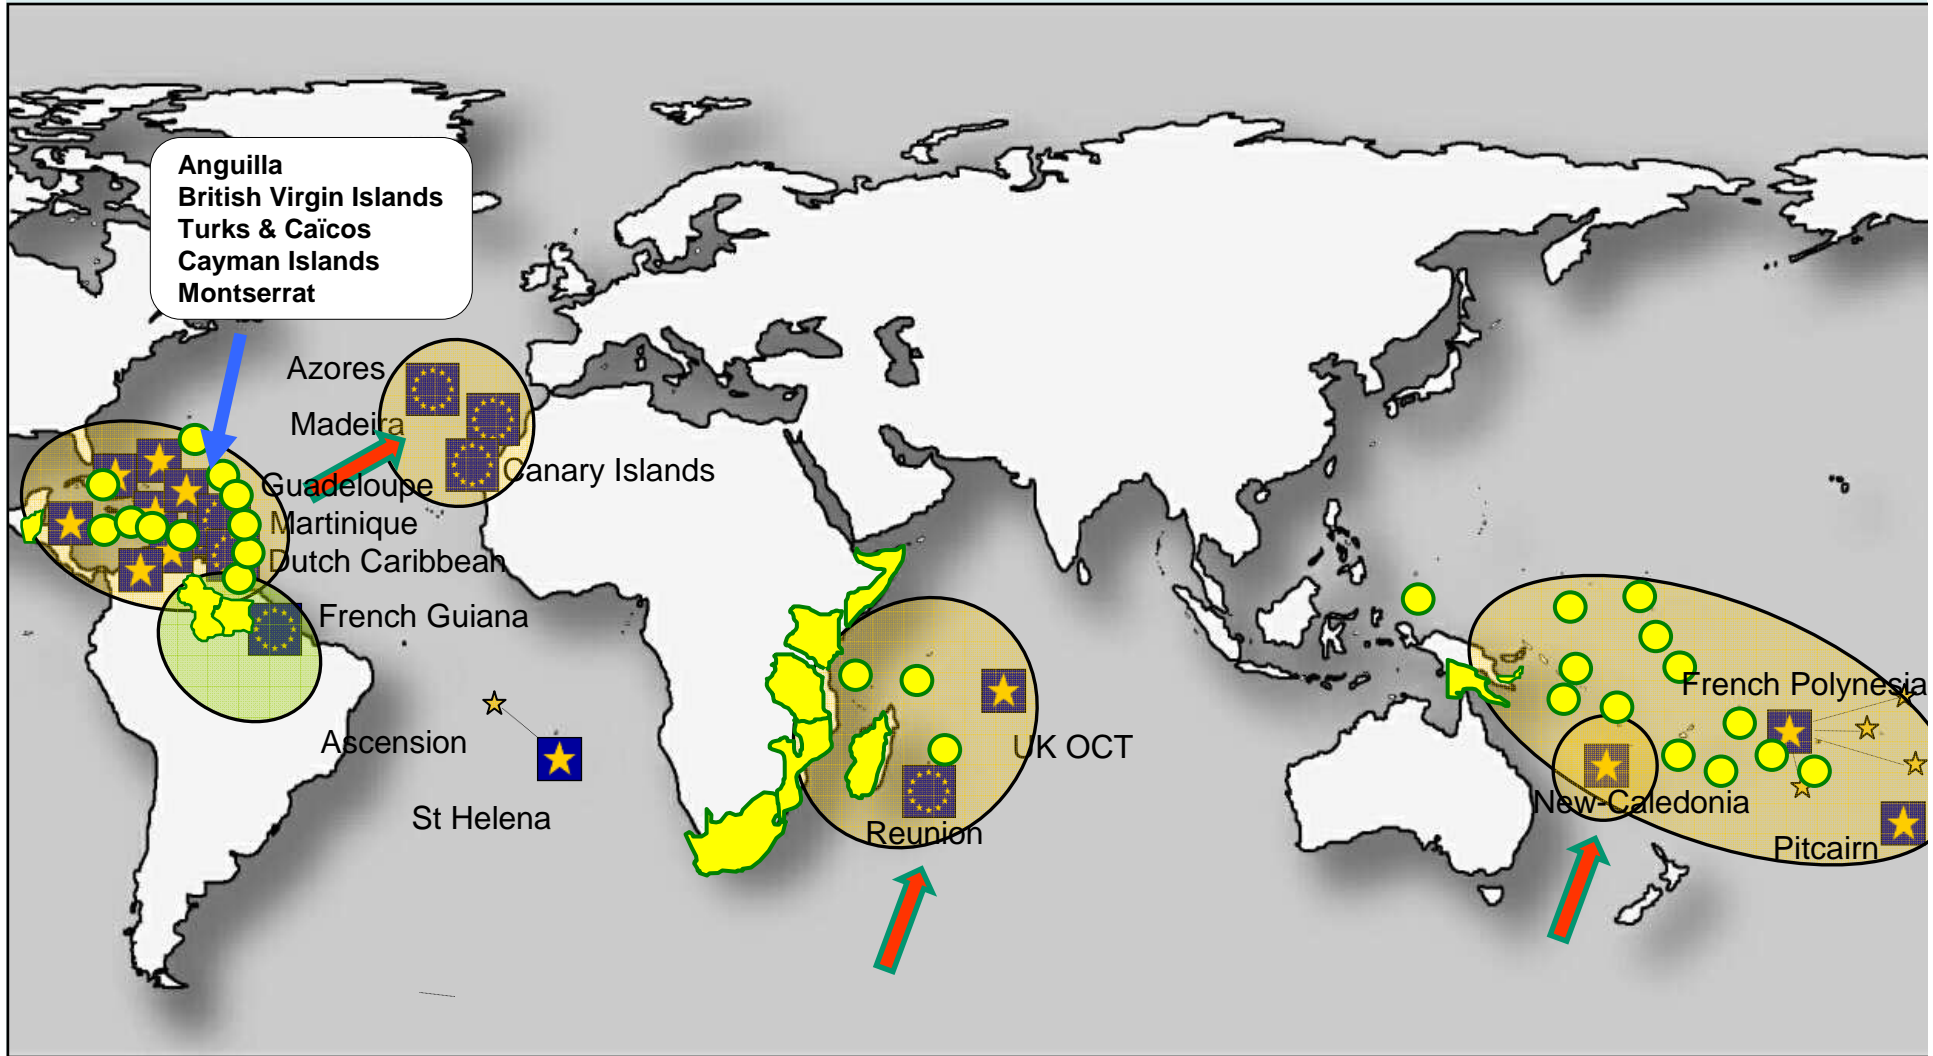 Anguilla
British Virgin Islands
Turks & Caïcos
Cayman Islands
Montserrat
Azores
Madeira
Canary Islands
Guadeloupe
Martinique
Dutch Caribbean
French Guiana
Ascension
St Helena
UK OCT
Reunion
French Polynesia
New-Caledonia
Pitcairn